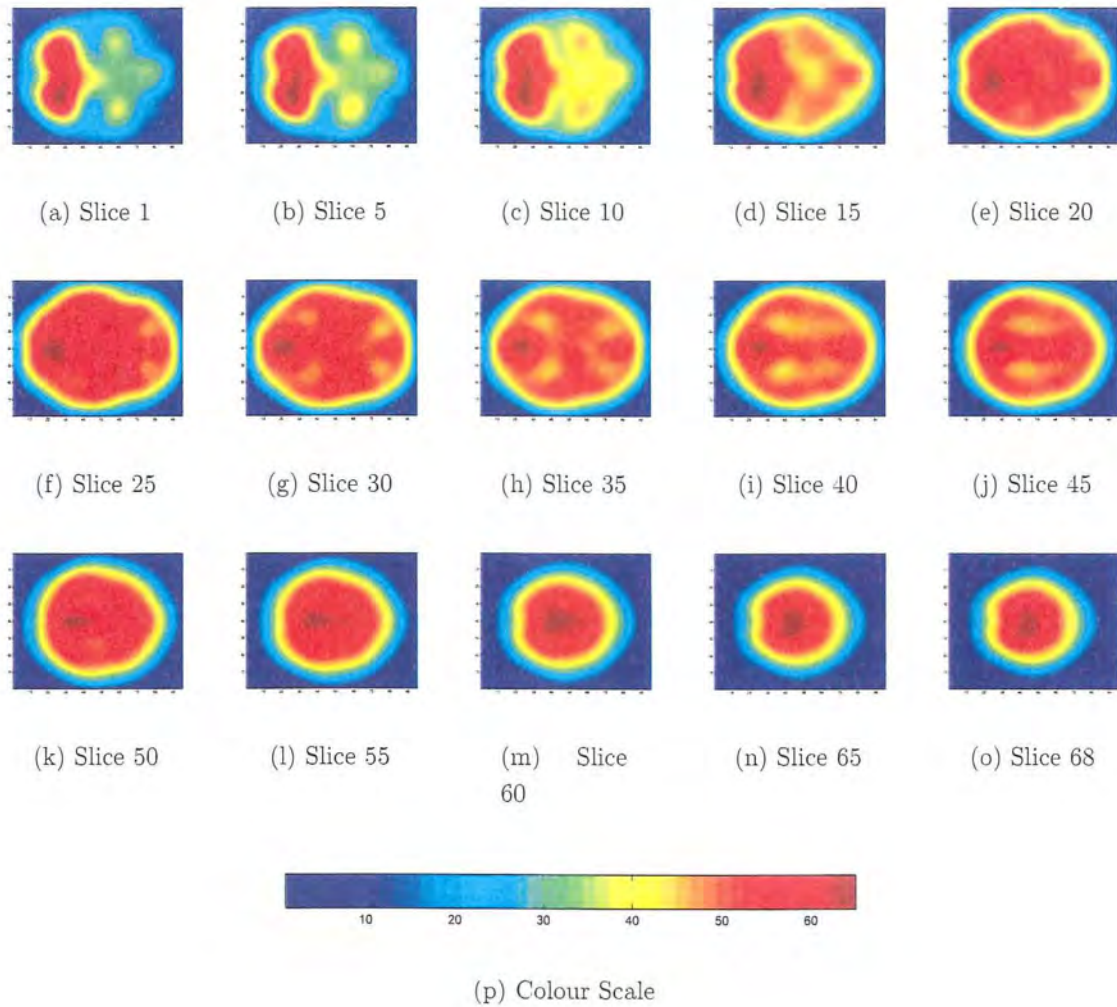 (a) Slice 1
(b) Slice 5
(c) Slice 10
(d) Slice 15
(e) Slice 20
(f) Slice 25
(g) Slice 30
(h) Slice 35
(i) Slice 40
(j) Slice 45
(k) Slice 50
(l) Slice 55
(m) Slice
60
(n) Slice 65
(o) Slice 68
10 20 30 40 50 60
(p) Colour Scale